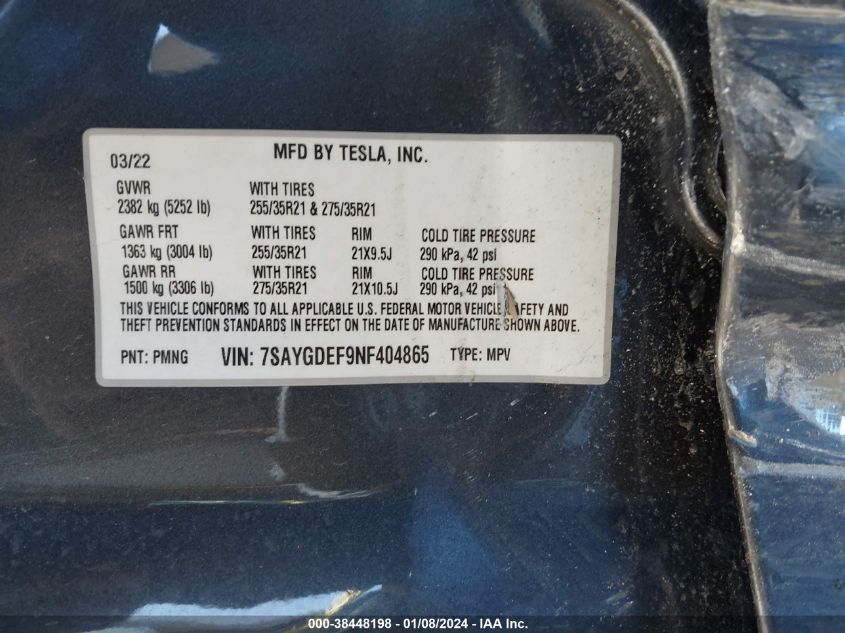 03/22 MFD BY TESLA, INC.
GVWR WITH TIRES
2382 kg (5252 lb) 255/35R21 & 275/35R21
GAWR FRT WITH TIRES RIM COLD TIRE PRESSURE
1363 kg (3004 lb) 255/35R21 21X9.5J 290 kPa, 42 psi
GAWR RR WITH TIRES RIM COLD TIRE PRESSURE
1500 kg (3306 lb) 275/35R21 21X10.5J 290 kPa, 42 psi
THIS VEHICLE CONFORMS TO ALL APPLICABLE U.S. FEDERAL MOTOR VEHICLE SAFETY AND
THEFT PREVENTION STANDARDS IN EFFECT ON THE DATE OF MANUFACTURE SHOWN ABOVE.
PNT: PMNG VIN: 7SAYGDEF9NF404865 TYPE: MPV
000-38448198 - 01/08/2024 - IAA Inc.